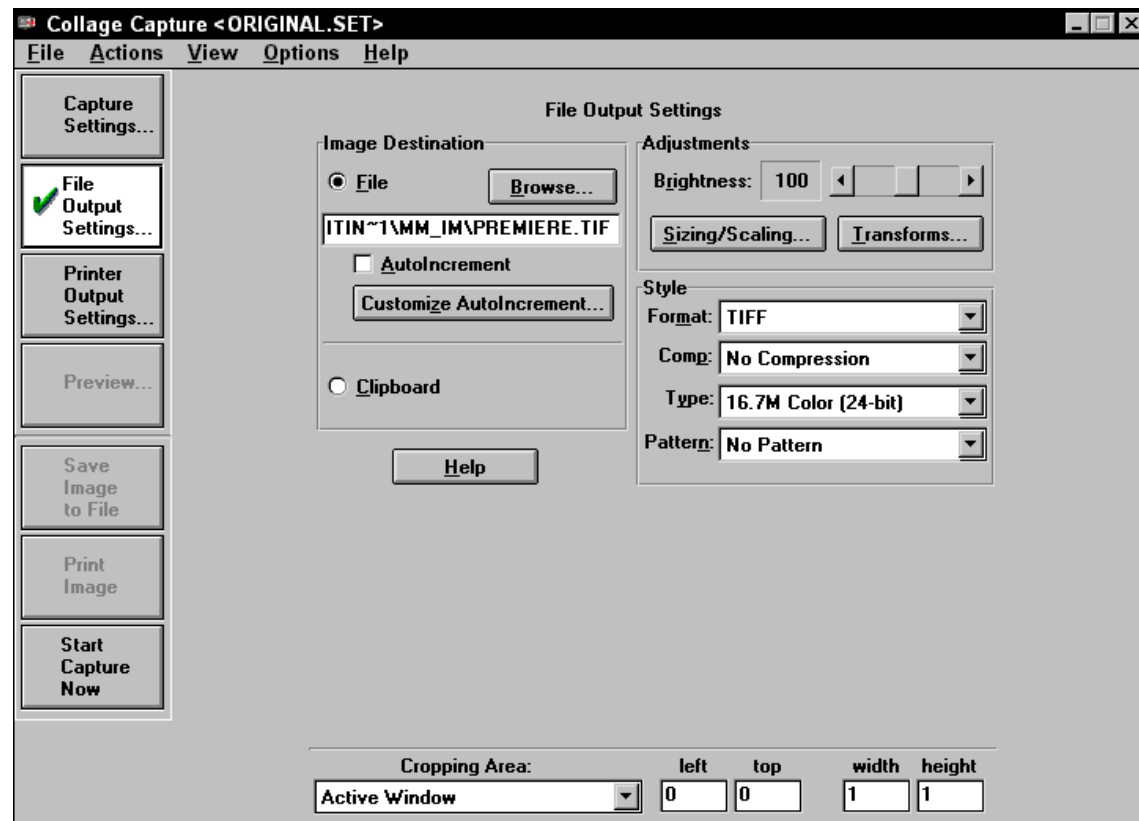 Collage Capture <ORIGINAL.SET>
File Actions View Options Help
Capture
Settings...
File
Output
Settings...
Printer
Output
Settings...
Preview...
Save
Image
to File
Print
Image
Start
Capture
Now
File Output Settings
Image Destination
File
Browse...
ITIN~1\MM_IM\PREMIERE.TIF
AutoIncrement
Customize AutoIncrement...
Clipboard
Help
Adjustments
Brightness: 100
Sizing/Scaling... Transforms...
Style
Format: TIFF
Comp: No Compression
Type: 16.7M Color (24-bit)
Pattern: No Pattern
Cropping Area: left top width height
Active Window 0 0 1 1